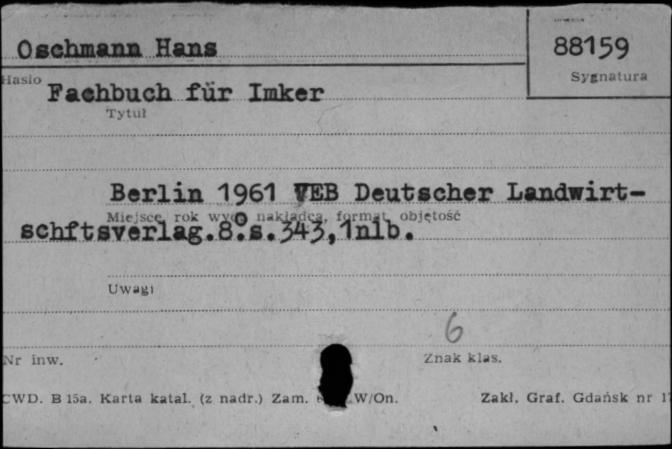 Oschmann Hans
88159
Hasło
Sygnatura
Fachbuch für Imker
Tytuł
Berlin 1961 VEB Deutscher Landwirt-
Miejsce, rok wyd. nakładca, format, objętość
schftsverlag.8°.s.343,1nlb.
Uwagi
6
Nr inw.
Znak klas.
CWD. B 15a. Karta katal. (z nadr.) Zam. W/On.
Zakł. Graf. Gdańsk nr